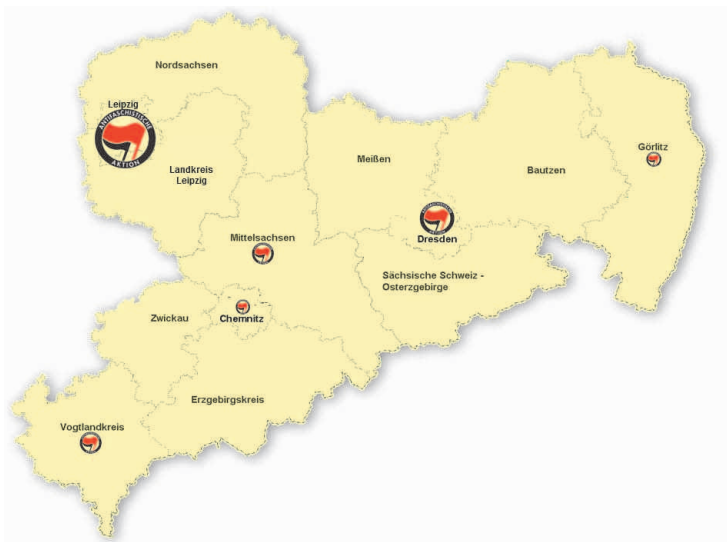 Nordsachsen
Leipzig
ANTIFASCHISTISCHE
AKTION
Landkreis
Leipzig
Meißen
Bautzen
Görlitz
Dresden
Mittelsachsen
Sächsische Schweiz -
Osterzgebirge
Zwickau
Chemnitz
Erzgebirgskreis
Vogtlandkreis